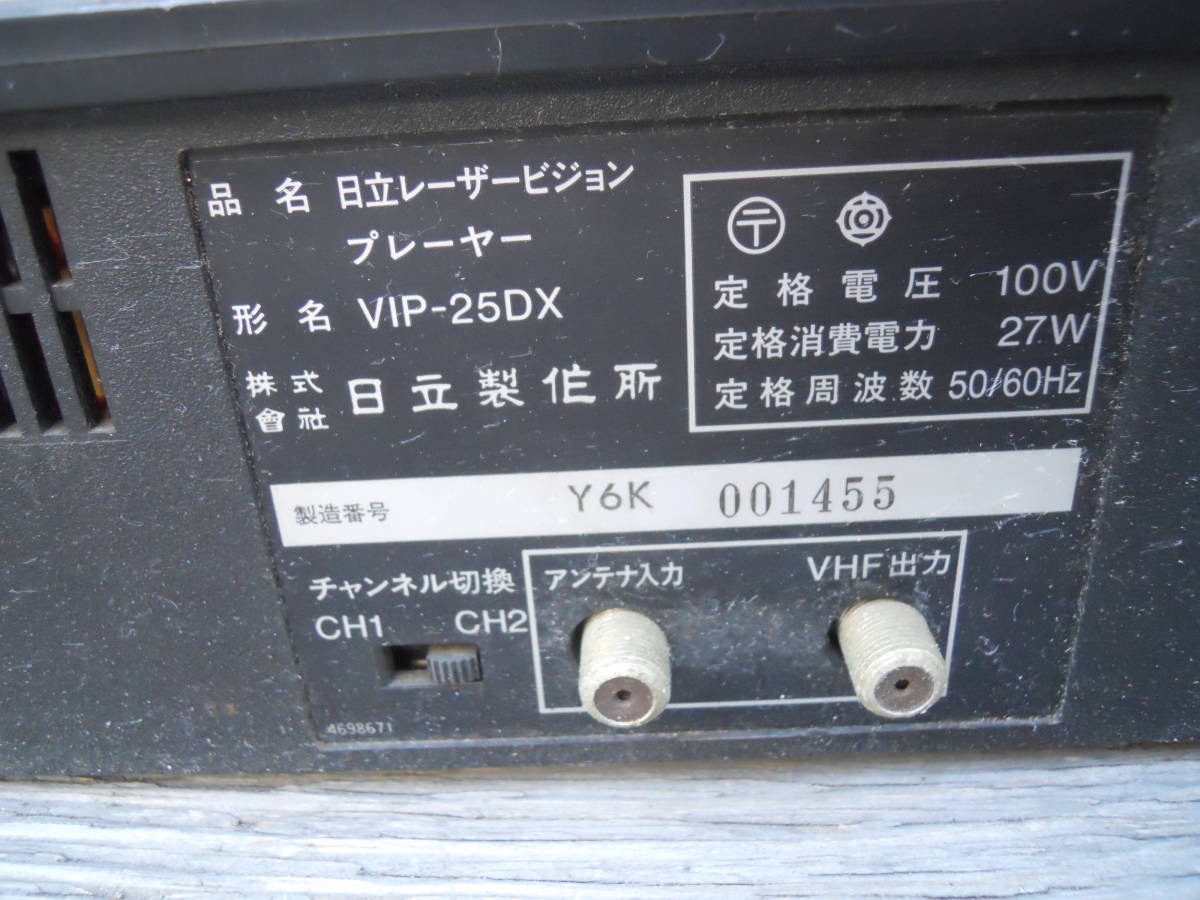 品名 日立レーザービジョン
プレーヤー
形名 VIP-25DX
株式
會社 日立製作所
〒
定格電圧 100V
定格消費電力 27W
定格周波数 50/60Hz
製造番号 Y6K 001455
チャンネル切換
CH1 CH2
アンテナ入力 VHF出力
4698671